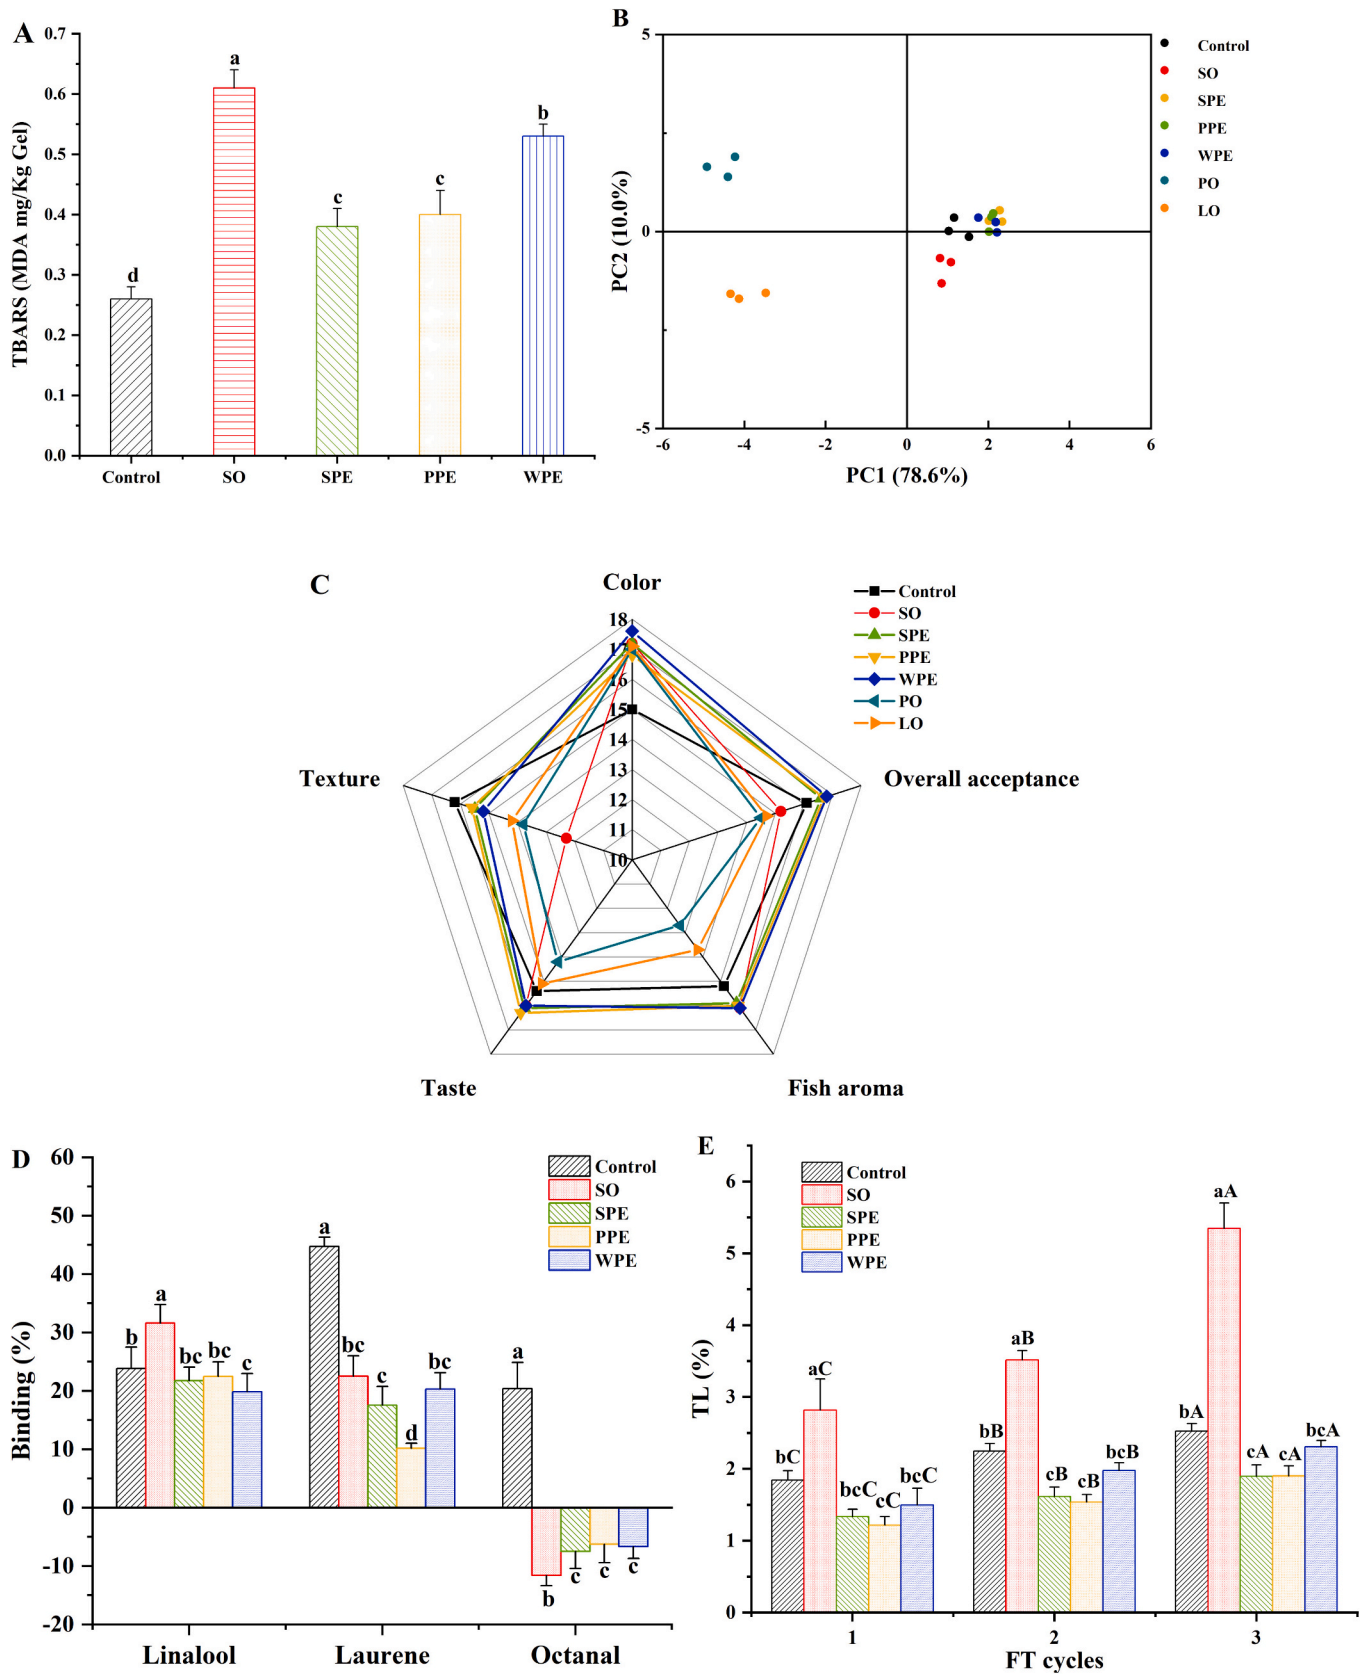 A
TBARS (MDA mg/Kg Gel)
0.7
0.6
0.5
0.4
0.3
0.2
0.1
0.0
d
a
c
c
b
Control SO SPE PPE WPE
B
PC2 (10.0%)
5
0
-5
-6 -4 -2 0 2 4 6
PC1 (78.6%)
Control
SO
SPE
PPE
WPE
PO
LO
C
Color
18
17
16
15
14
13
12
11
10
Texture
Overall acceptance
Taste
Fish aroma
Control
SO
SPE
PPE
WPE
PO
LO
D
Binding (%)
60
50
40
30
20
10
0
-10
-20
Control
SO
SPE
PPE
WPE
b a bc bc c
a bc c d bc
a b c c c
Linalool Laurene Octanal
E
TL (%)
6
5
4
3
2
1
0
Control
SO
SPE
PPE
WPE
bC aC bcC cC bcC
bB aB cB cB bcB
bA aA cA cA bcA
1 2 3
FT cycles